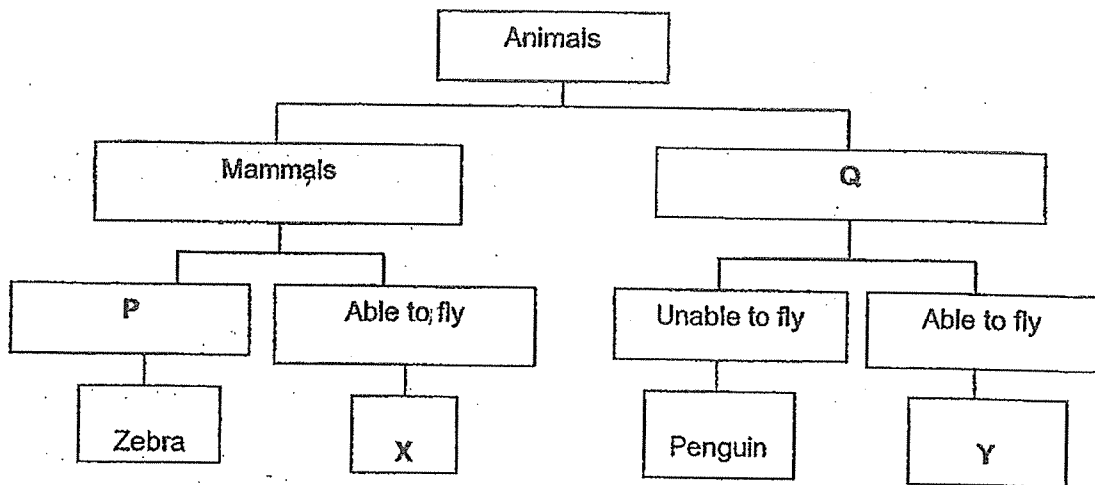 Animals
Mammals
Q
P
Able to fly
Unable to fly
Able to fly
Zebra
X
Penguin
Y